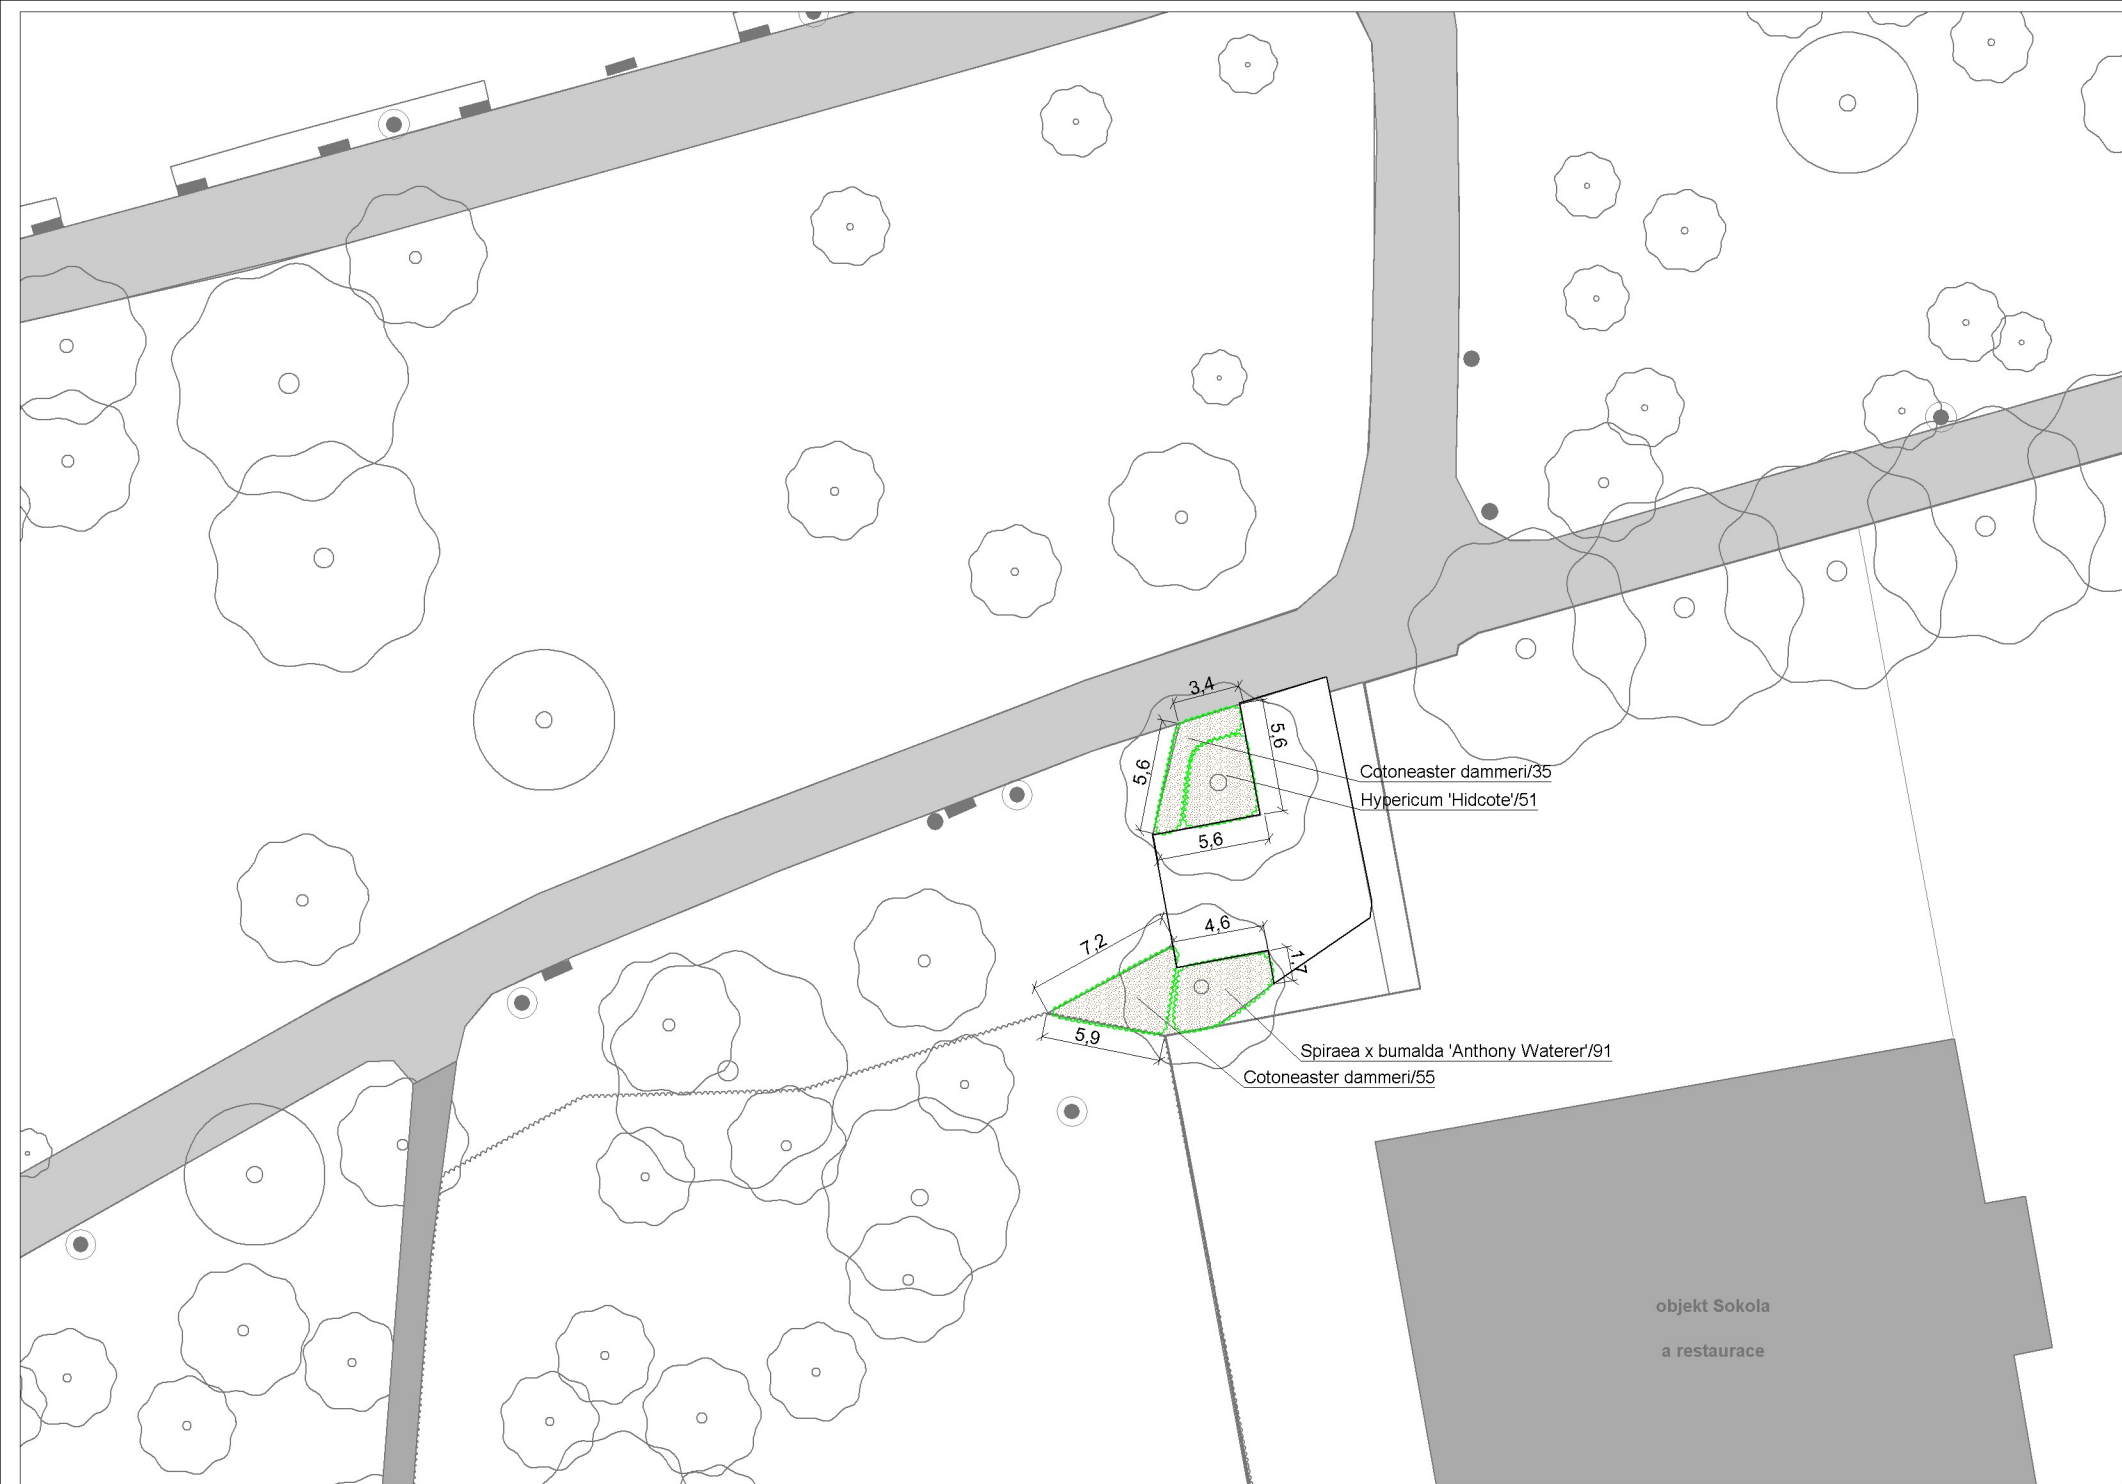 3,4
5,6
5,6
Cotoneaster dammeri/35
Hypericum 'Hidcote'/51
5,6
4,6
7,2
1,7
5,9
Spiraea x bumalda 'Anthony Waterer'/91
Cotoneaster dammeri/55
objekt Sokola
a restaurace